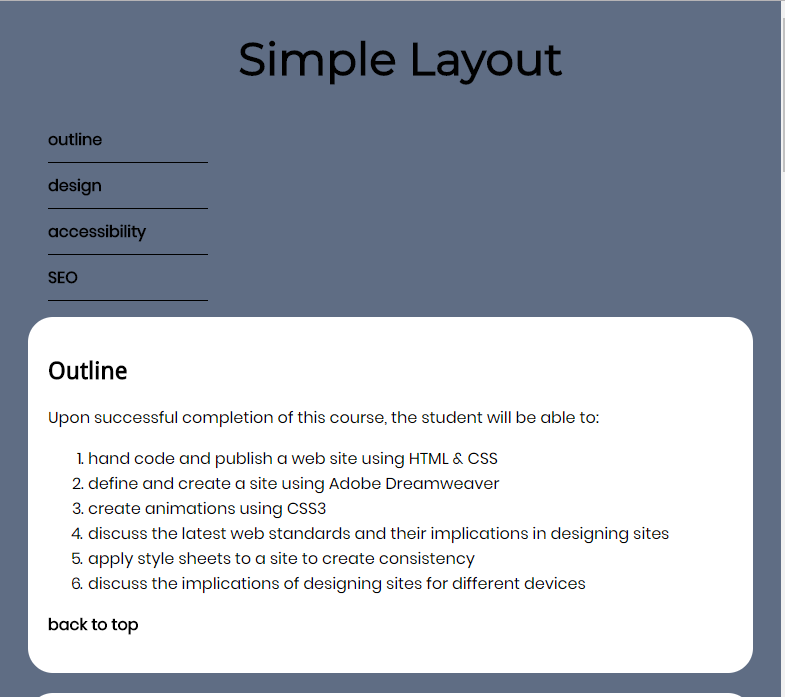 Simple Layout
outline
design
accessibility
SEO
Outline
Upon successful completion of this course, the student will be able to:
1. hand code and publish a web site using HTML & CSS
2. define and create a site using Adobe Dreamweaver
3. create animations using CSS3
4. discuss the latest web standards and their implications in designing sites
5. apply style sheets to a site to create consistency
6. discuss the implications of designing sites for different devices
back to top